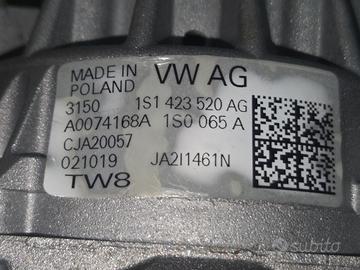 MADE IN
POLAND
VW AG
3150 1S1 423 520 AG
A0074168A 1S0 065 A
CJA20057
021019 JA2I1461N
TW8
subito